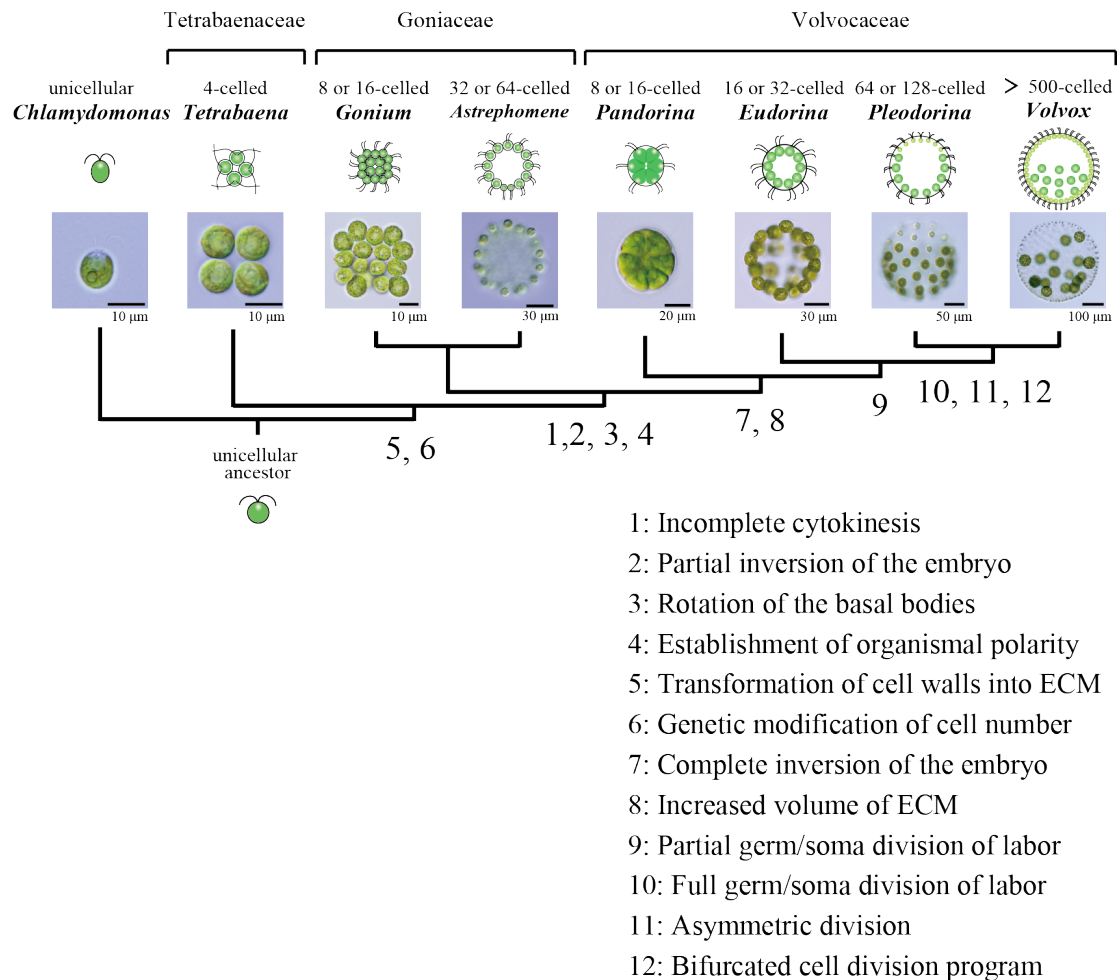 Tetrabaenaceae
Goniaceae
Volvocaceae
unicellular
Chlamydomonas
4-celled
Tetrabaena
8 or 16-celled
Gonium
32 or 64-celled
Astrephomene
8 or 16-celled
Pandorina
16 or 32-celled
Eudorina
64 or 128-celled
Pleodorina
> 500-celled
Volvox
10 μm
10 μm
10 μm
30 μm
20 μm
30 μm
50 μm
100 μm
5, 6
1,2, 3, 4
7, 8
9
10, 11, 12
unicellular
ancestor
1: Incomplete cytokinesis
2: Partial inversion of the embryo
3: Rotation of the basal bodies
4: Establishment of organismal polarity
5: Transformation of cell walls into ECM
6: Genetic modification of cell number
7: Complete inversion of the embryo
8: Increased volume of ECM
9: Partial germ/soma division of labor
10: Full germ/soma division of labor
11: Asymmetric division
12: Bifurcated cell division program